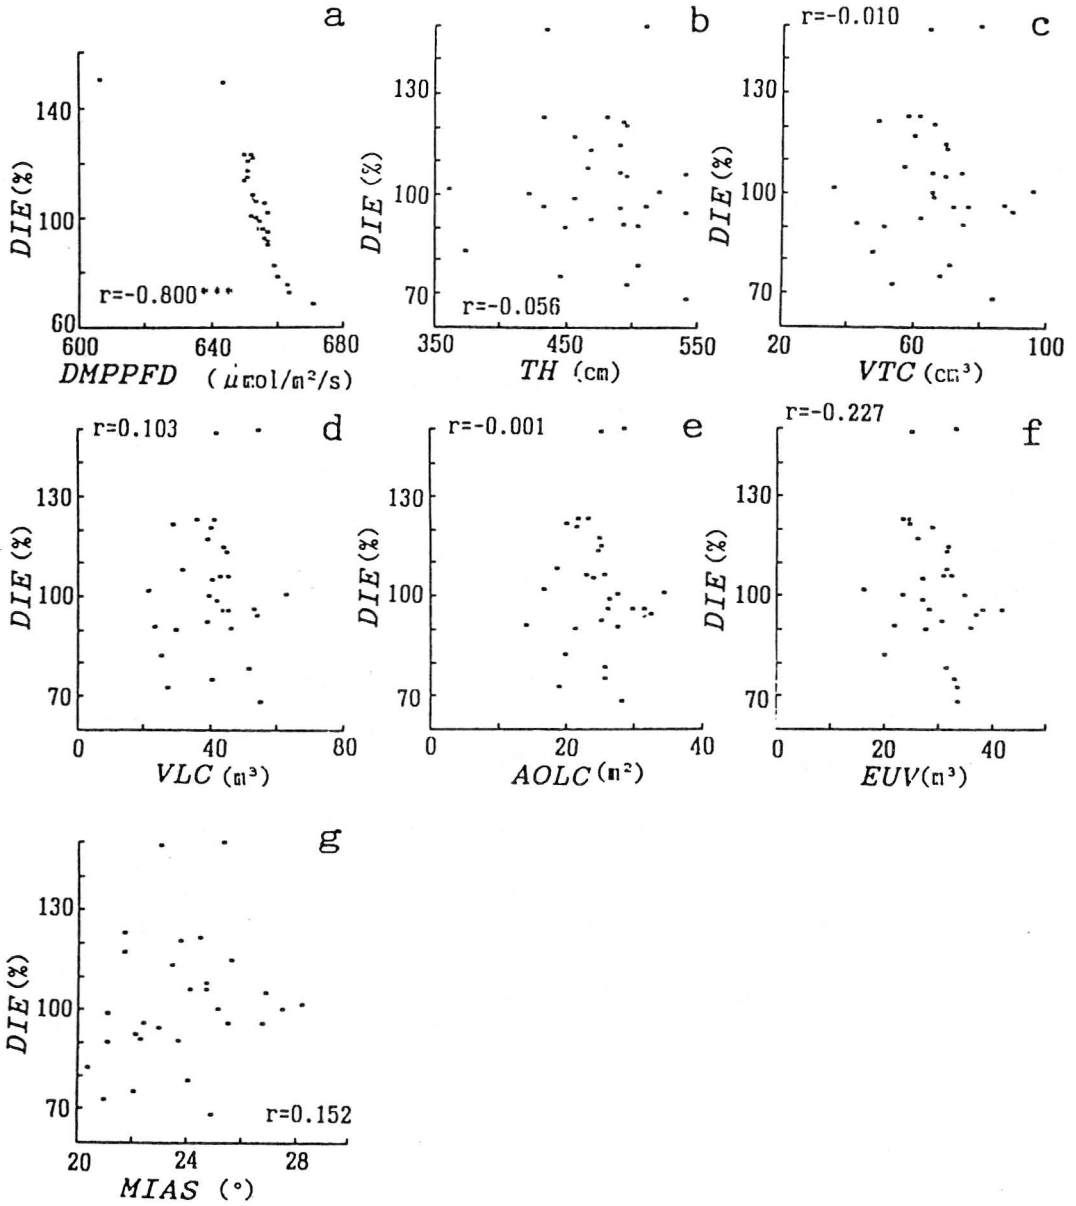 a
DIE(%)
140
100
60
r=-0.800***
600 640 680
DMPPFD (μmol/m²/s)
b
DIE(%)
130
100
70
r=-0.056
350 450 550
TH (cm)
r=-0.010
c
DIE(%)
130
100
70
20 60 100
VTC (cm³)
r=0.103
d
DIE(%)
130
100
70
0 40 80
VLC (m³)
r=-0.001
e
DIE(%)
130
100
70
0 20 40
AOLC (m²)
r=-0.227
f
DIE(%)
130
100
70
0 20 40
EUV(m³)
g
DIE(%)
130
100
70
r=0.152
20 24 28
MIAS (°)